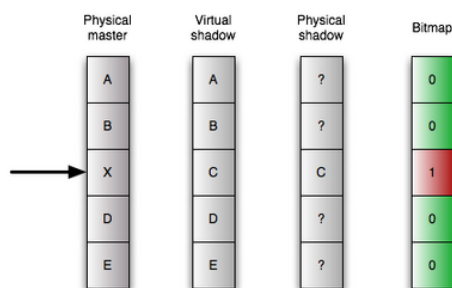 Physical master
Virtual shadow
Physical shadow
Bitmap
A A ? 0
B B ? 0
X C C 1
D D ? 0
E E ? 0